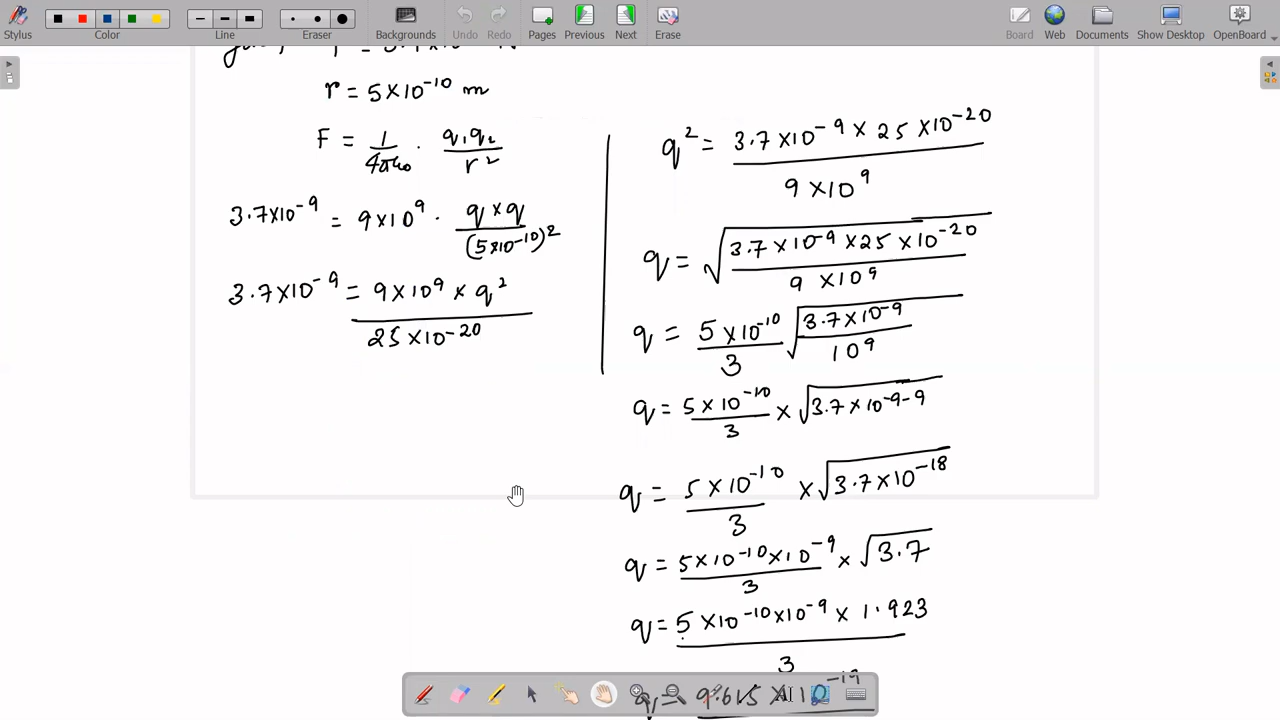 Stylus
Color
Line
Eraser
Backgrounds
Undo
Redo
Pages
Previous
Next
Erase
Board
Web
Documents
Show Desktop
OpenBoard
r = 5×10⁻¹⁰ m
F = 1/4πϵ₀ · q₁q₂/r²
3.7×10⁻⁹ = 9×10⁹ · q×q/(5×10⁻¹⁰)²
3.7×10⁻⁹ = 9×10⁹ × q²/25×10⁻²⁰
q² = 3.7×10⁻⁹ × 25 ×10⁻²⁰/9×10⁹
q = √(3.7×10⁻⁹×25×10⁻²⁰/9×10⁹)
q = 5×10⁻¹⁰/3 √(3.7×10⁻⁹/10⁹)
q = 5×10⁻¹⁰/3 × √(3.7×10⁻⁹⁻⁹)
q = 5×10⁻¹⁰/3 × √(3.7×10⁻¹⁸)
q = 5×10⁻¹⁰×10⁻⁹/3 × √3.7
q = 5×10⁻¹⁰×10⁻⁹×1.923/3
q 9.615 ×10⁻¹⁹